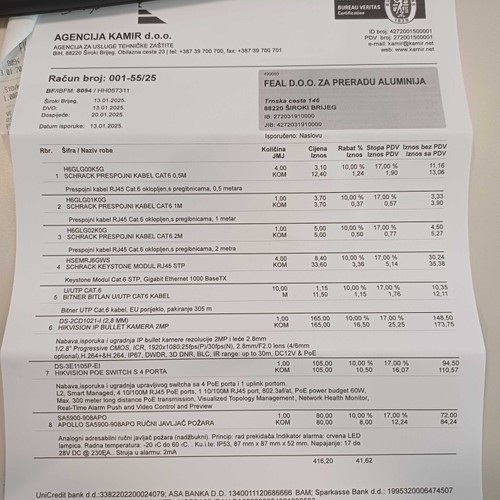 BUREAU VERITAS
Certification
1828
AGENCIJA KAMIR d.o.o.
AGENCIJA ZA USLUGE TEHNIČKE ZAŠTITE
BIH, 88220 Široki Brijeg, Obilazna cesta 23 | tel: +387 39 700 700, fax: +387 39 700 701
ID broj: 4272001500001
PDV broj: 272001500001
e-mail: kamir@kamir.net
web: www.kamir.net
Račun broj: 001-55/25
BF/IBFM: 8094 / HH057311
Široki Brijeg, 13.01.2025.
DVO: 13.01.2025.
Dospijeće: 20.01.2025.
Datum isporuke: 13.01.2025.
FEAL D.O.O. ZA PRERADU ALUMINIJA
Trnska cesta 146
88220 ŠIROKI BRIJEG
IB: 272031910000
JIB: 4272031910000
Isporučeno: Naslovu
Rbr. Šifra / Naziv robe Količina JMJ Cijena Iznos Rabat % Iznos Stopa PDV Iznos PDV Iznos bez PDV Iznos sa PDV
H6GLG00K5G 4,00 3,10 10,00 % 17,00 % 11,16
1 SCHRACK PRESPOJNI KABEL CAT6 0,5M KOM 12,40 1,24 1,90 13,06
Prespojni kabel RJ45 Cat.6 oklopljen,s pregibnicama, 0,5 metara
H6GLG01K0G 1,00 3,70 10,00 % 17,00 % 3,33
2 SCHRACK PRESPOJNI KABEL CAT6 1M KOM 3,70 0,37 0,57 3,90
Prespojni kabel RJ45 Cat.6 oklopljen,s pregibnicama, 1 metar
H6GLG02K0G 1,00 5,00 10,00 % 17,00 % 4,50
3 SCHRACK PRESPOJNI KABEL CAT6 2M KOM 5,00 0,50 0,77 5,27
Prespojni kabel RJ45 Cat.6 oklopljen,s pregibnicama, 2 metra
HSEMRJ6GWS 4,00 8,40 10,00 % 17,00 % 30,24
4 SCHRACK KEYSTONE MODUL RJ45 STP KOM 33,60 3,36 5,14 35,38
Keystone Modul Cat.6 STP, Gigabit Ethernet 1000 BaseTX
U/UTP CAT.6 10,00 1,15 10,00 % 17,00 % 10,35
5 BITNER BITLAN U/UTP CAT6 KABEL M 11,50 1,15 1,76 12,11
Bitner UTP Cat.6 kabel, EU porijeklo, pakiranje 305 m
DS-2CD1021-I (2,8 MM) 1,00 165,00 10,00 % 17,00 % 148,50
6 HIKVISION IP BULLET KAMERA 2MP KOM 165,00 16,50 25,25 173,75
Nabava,isporuka i ugradnja IP bullet kamere rezolucije 2MP i leće 2.8mm
1/2.8" Progressive CMOS, ICR, 1920x1080:25fps(P)/30fps(N), 2.8mm/F2.0 lens (4/6mm
optional),H.264+&H.264, IP67, DWDR, 3D DNR, BLC, IR range: up to 30m, DC12V & PoE
DS-3E1105P-EI 1,00 105,00 10,00 % 17,00 % 94,50
7 HIKVISION POE SWITCH S 4 PORTA KOM 105,00 10,50 16,07 110,57
Nabava,isporuka i ugradnja upravljivog switcha sa 4 PoE porta i 1 uplink portom.
L2, Smart Managed, 4 10/100M RJ45 PoE ports, 1 10/100M RJ45 port, 802.3af/at, PoE power budget 60W,
Max. 300 meter long distance PoE transmission, Visualized Topology Management, Network Health Monitor,
Real-Time Alarm Push and Video Control and Preview
SA5900-908APO 1,00 80,00 10,00 % 17,00 % 72,00
8 APOLLO SA5900-908APO RUČNI JAVLJAČ POŽARA KOM 80,00 8,00 12,24 84,24
Analogni adresabilni ručni javljač požara (nadžbukni). Princip: rad prekidača.Indikator alarma: crvena LED
lampica. Radna temperatura: -20 do 60 . IP53, 87 mm x 87 mm x 52 mm. Napajanje: 17 do
28V DC @ . Struja u alarmu: 2mA
416,20 41,62
UniCredit bank d.d.:3382202200024079; ASA BANKA D.D. 1340011120686666 BAM; Sparkasse Bank d.d.: 1995320006474507